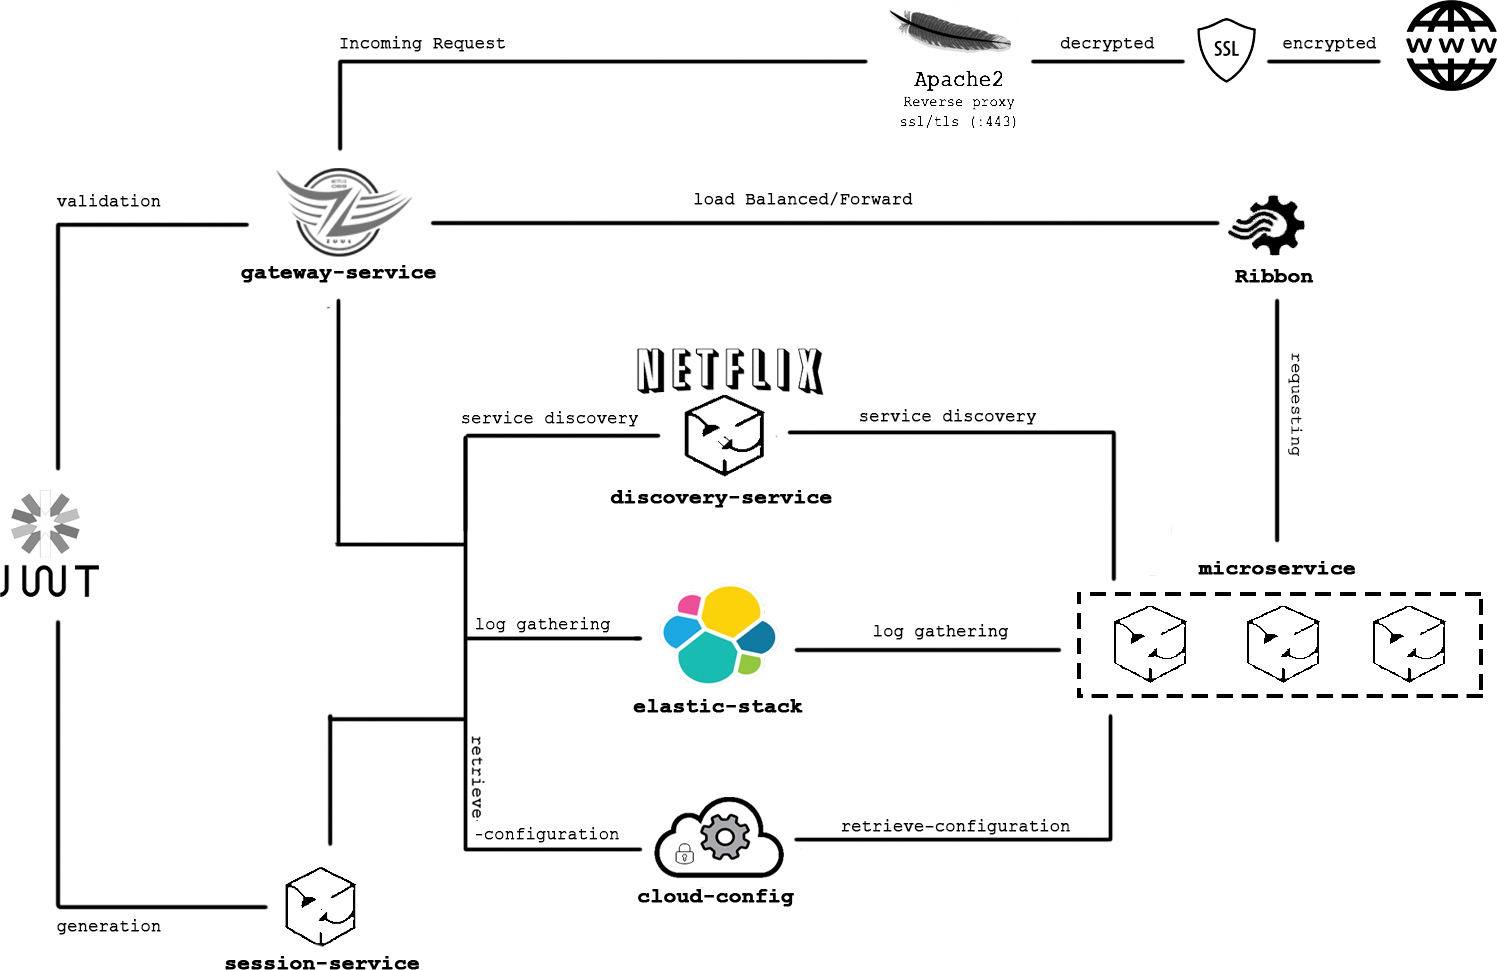 Incoming Request
decrypted
SSL
encrypted
WWW
Apache2
Reverse proxy
ssl/tls (:443)
validation
load Balanced/Forward
gateway-service
Ribbon
requesting
NETFLIX
service discovery
service discovery
discovery-service
JWT
microservice
log gathering
log gathering
elastic-stack
retrieve
-configuration
retrieve-configuration
cloud-config
generation
session-service